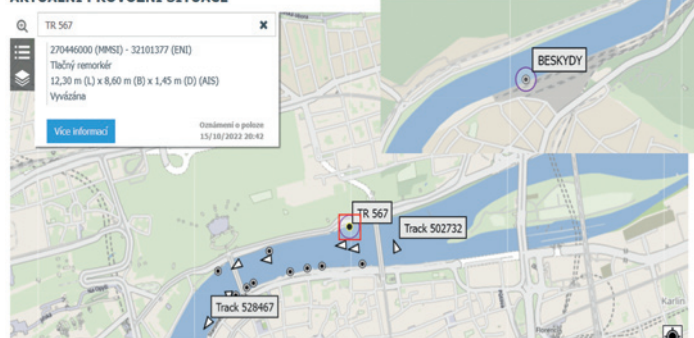 AKTUÁLNÍ PROVOZNÍ SITUACE
TR 567
270446000 (MMSI) - 32101377 (ENI)
Tlačný remorkér
12,30 m (L) x 8,60 m (B) x 1,45 m (D) (AIS)
Vyvázána
Více informací
Oznámení o poloze
15/10/2022 20:42
BESKYDY
TR 567
Track 502732
Track 528467
Karlín